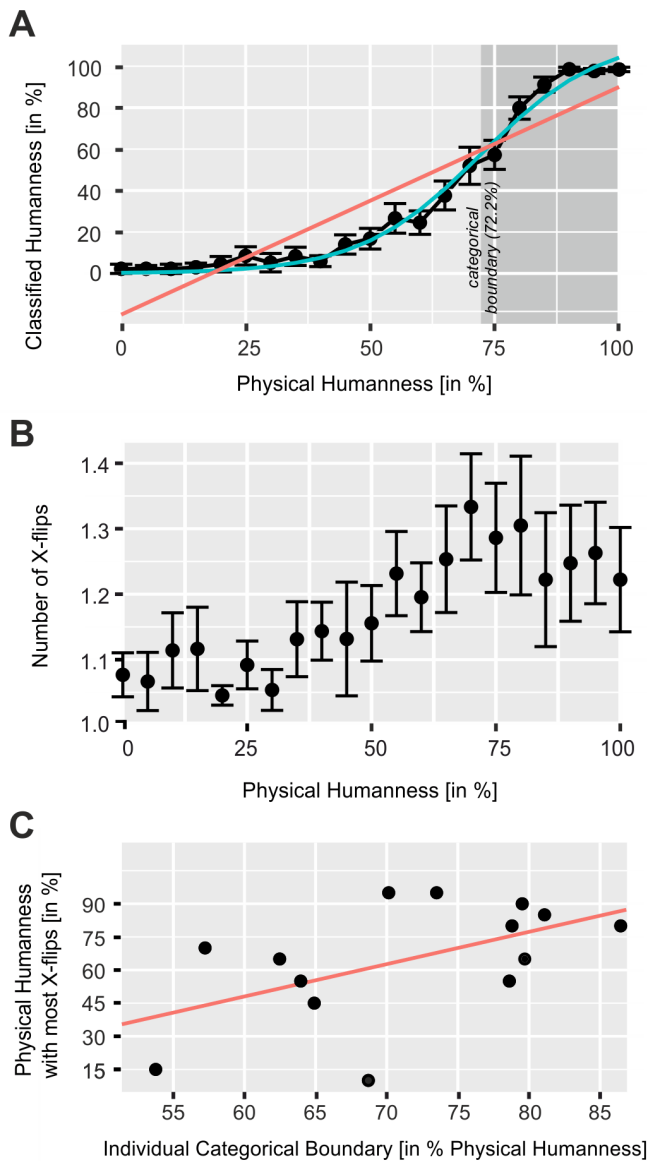 A
Classified Humanness [in %]
100
80
60
40
20
0
categorical
boundary (72.2%)
0 25 50 75 100
Physical Humanness [in %]
B
Number of X-flips
1.4
1.3
1.2
1.1
1.0
0 25 50 75 100
Physical Humanness [in %]
C
Physical Humanness
with most X-flips [in %]
90
75
60
45
30
15
55 60 65 70 75 80 85
Individual Categorical Boundary [in % Physical Humanness]